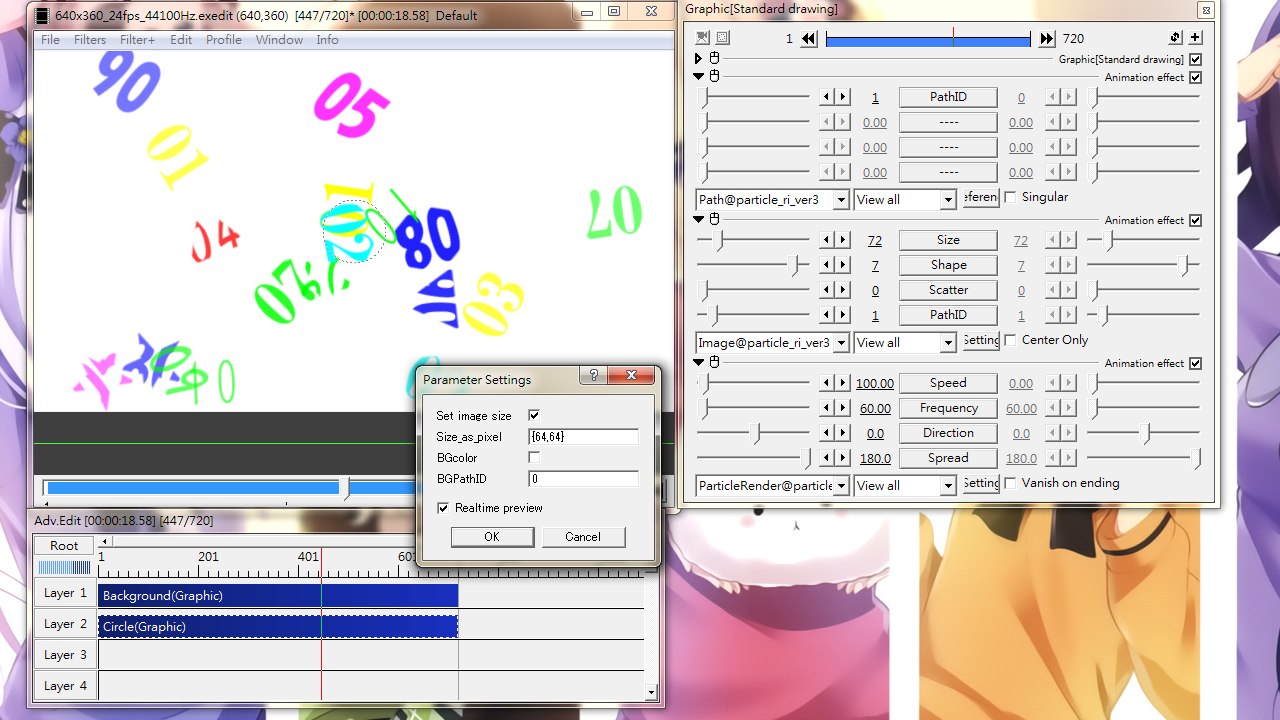 640x360_24fps_44100Hz.exedit (640,360) [447/720]* [00:00:18.58] Default
File Filters Filter+ Edit Profile Window Info
90
05
01
04
02
80
07
03
0
Parameter Settings
Set image size
Size_as_pixel {64,64}
BGcolor
BGPathID 0
Realtime preview
OK Cancel
Adv.Edit [00:00:18.58] [447/720]
Root
1 201 401
Layer 1 Background(Graphic)
Layer 2 Circle(Graphic)
Layer 3
Layer 4
Graphic[Standard drawing]
1 720
Graphic[Standard drawing]
Animation effect
1 PathID 0
0.00 ---- 0.00
0.00 ---- 0.00
0.00 ---- 0.00
Path@particle_ri_ver3 View all eferen Singular
Animation effect
72 Size 72
7 Shape 7
0 Scatter 0
1 PathID 1
Image@particle_ri_ver3 View all Setting Center Only
Animation effect
100.00 Speed 0.00
60.00 Frequency 60.00
0.0 Direction 0.0
180.0 Spread 180.0
ParticleRender@particle View all Setting Vanish on ending